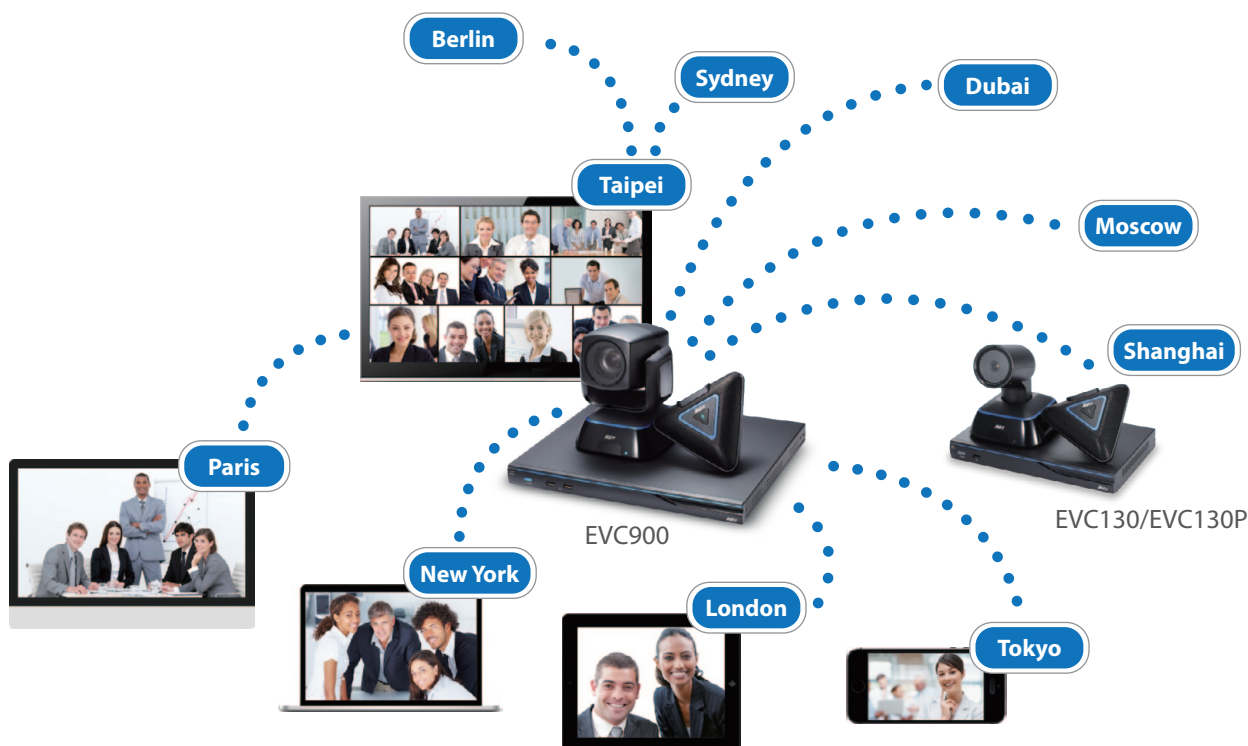 Berlin
Sydney
Dubai
Taipei
Moscow
Shanghai
Paris
EVC900
EVC130/EVC130P
New York
London
Tokyo